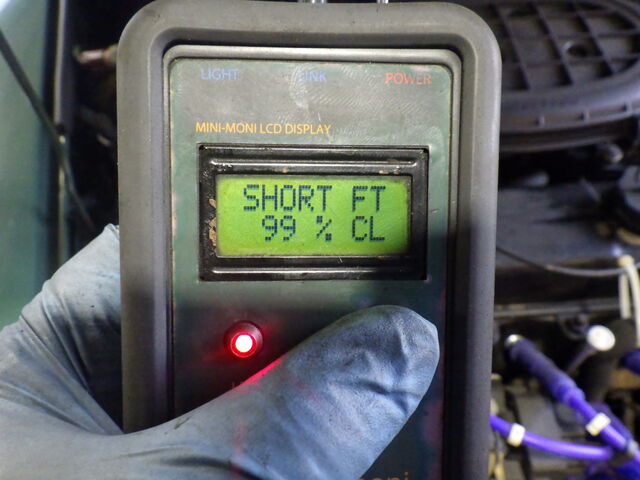 LIGHT LINK POWER
MINI-MONI LCD DISPLAY
SHORT FT
99 % CL